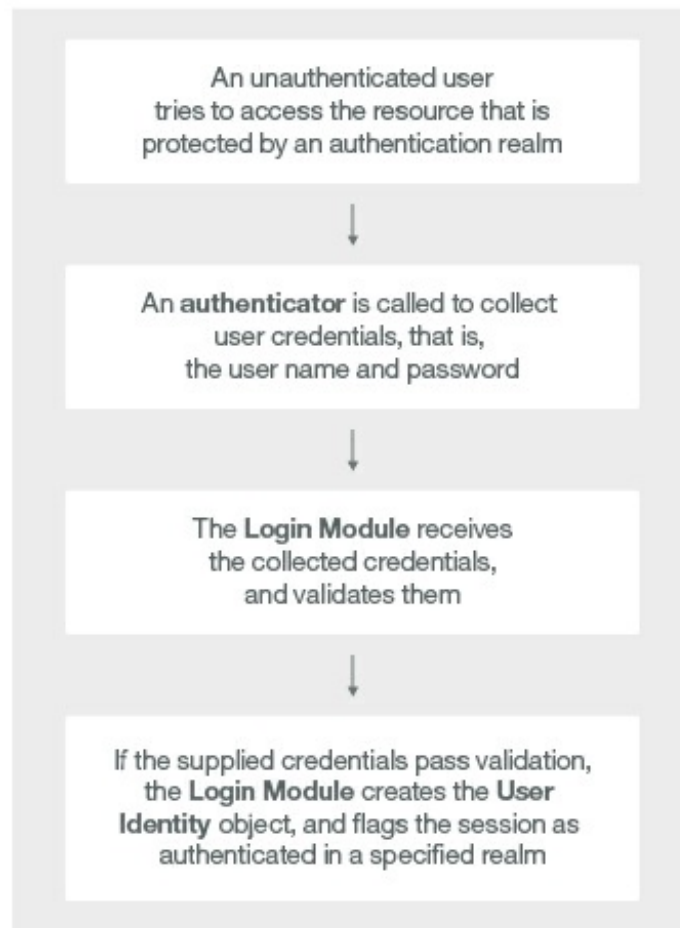 An unauthenticated user
tries to access the resource that is
protected by an authentication realm
An authenticator is called to collect
user credentials, that is,
the user name and password
The Login Module receives
the collected credentials,
and validates them
If the supplied credentials pass validation,
the Login Module creates the User
Identity object, and flags the session as
authenticated in a specified realm